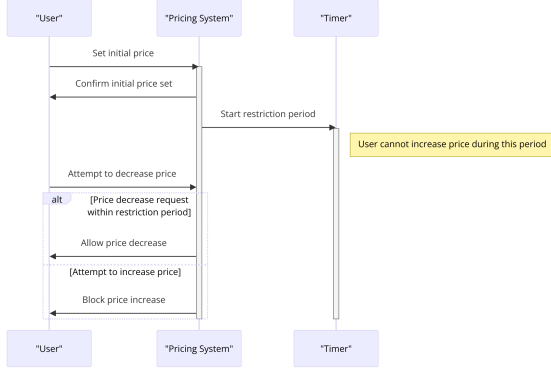 "User"
"Pricing System"
"Timer"
Set initial price
Confirm initial price set
Start restriction period
User cannot increase price during this period
Attempt to decrease price
alt
[Price decrease request
within restriction period]
Allow price decrease
[Attempt to increase price]
Block price increase
"User"
"Pricing System"
"Timer"